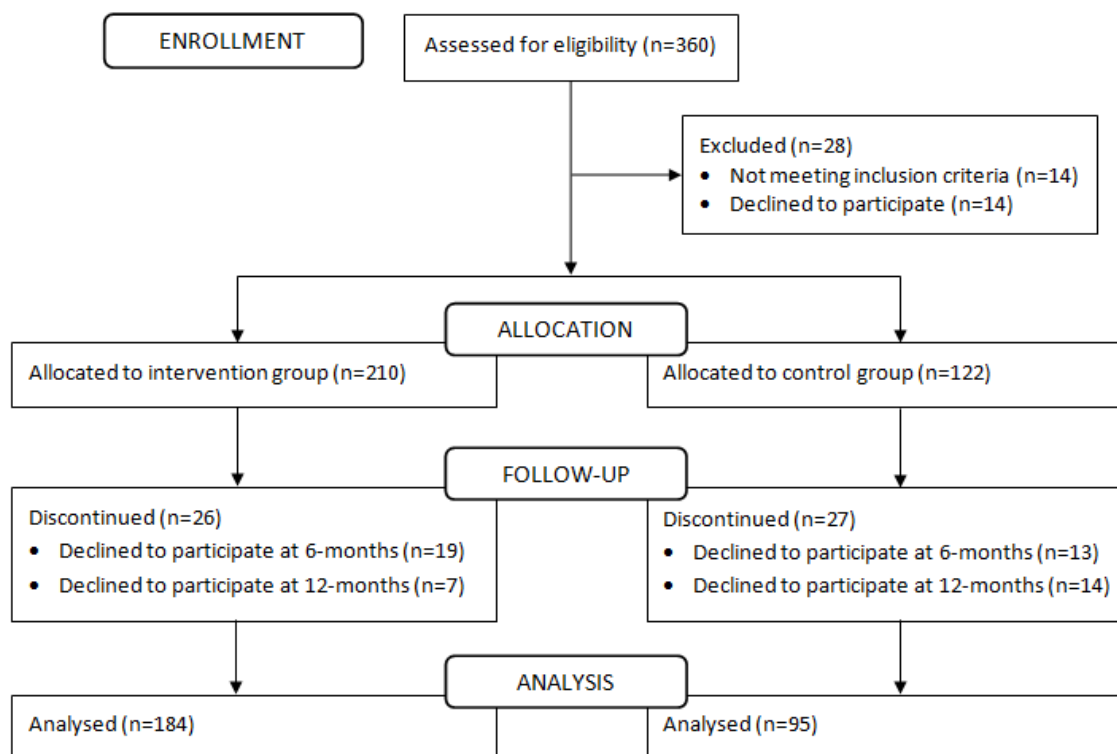 ENROLLMENT
Assessed for eligibility (n=360)
Excluded (n=28)
• Not meeting inclusion criteria (n=14)
• Declined to participate (n=14)
ALLOCATION
Allocated to intervention group (n=210)
Allocated to control group (n=122)
FOLLOW-UP
Discontinued (n=26)
• Declined to participate at 6-months (n=19)
• Declined to participate at 12-months (n=7)
Discontinued (n=27)
• Declined to participate at 6-months (n=13)
• Declined to participate at 12-months (n=14)
ANALYSIS
Analysed (n=184)
Analysed (n=95)